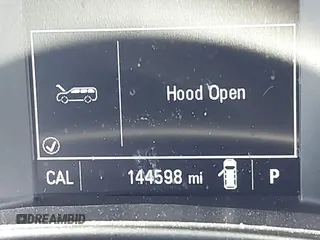 Hood Open
CAL 144598 mi P
DREAMBID